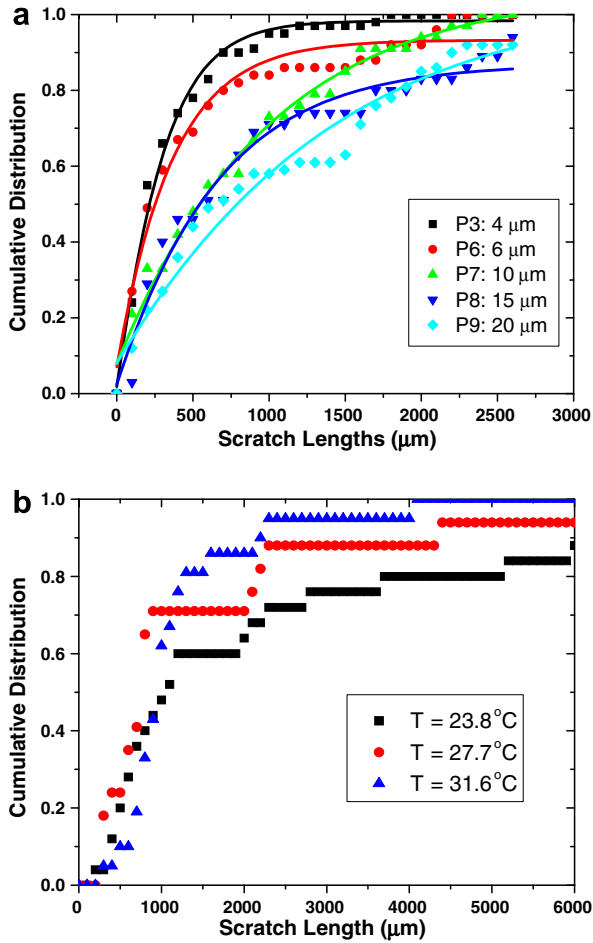 a
1.0
0.8
0.6
0.4
0.2
0.0
Cumulative Distribution
P3: 4 μm
P6: 6 μm
P7: 10 μm
P8: 15 μm
P9: 20 μm
0 500 1000 1500 2000 2500 3000
Scratch Lengths (μm)
b
1.0
0.8
0.6
0.4
0.2
0.0
Cumulative Distribution
T = 23.8°C
T = 27.7°C
T = 31.6°C
0 1000 2000 3000 4000 5000 6000
Scratch Length (μm)